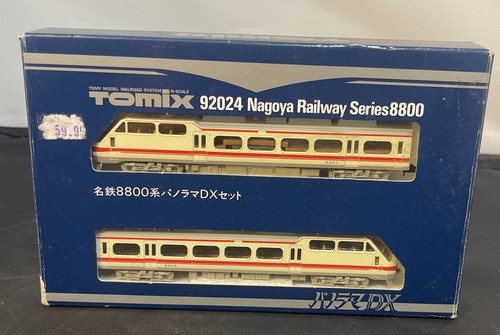 TOMY MODEL RAILROAD SYSTEM N SCALE
TOMIX 92024 Nagoya Railway Series8800
59.99
名鉄8800系パノラマDXセット
パノラマDX